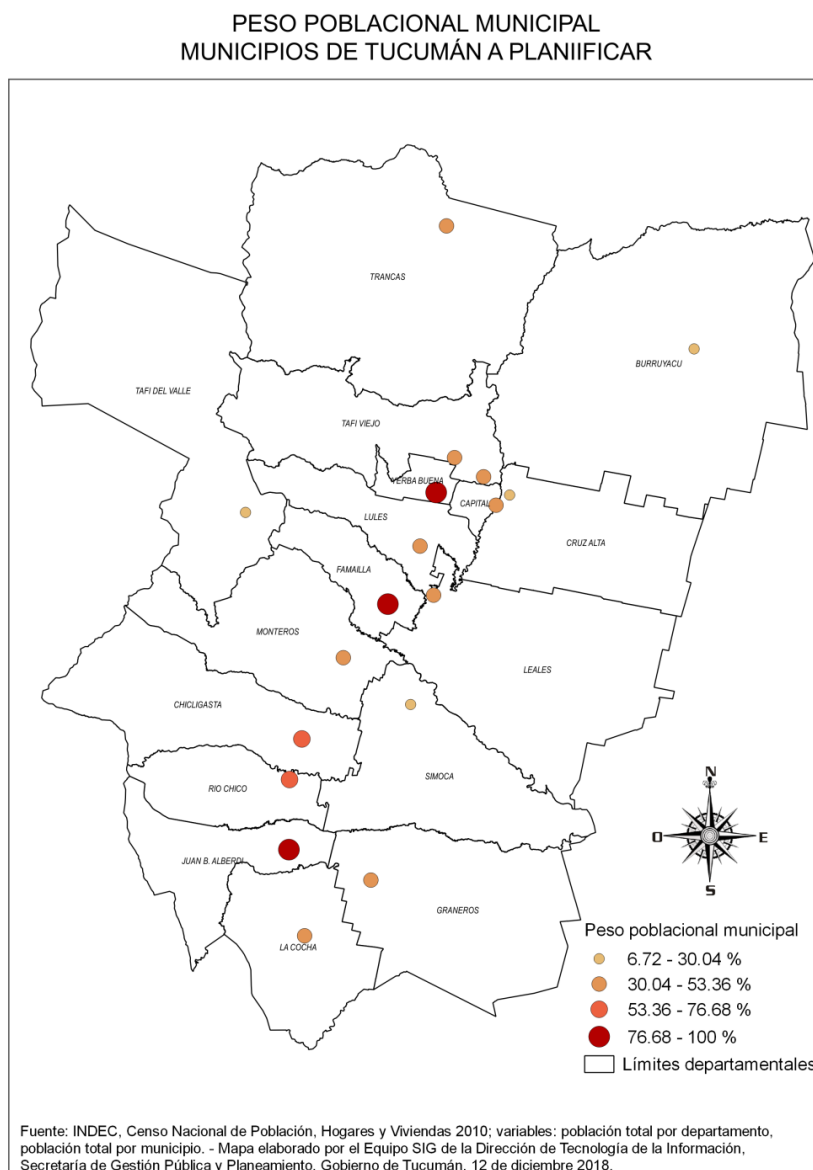 PESO POBLACIONAL MUNICIPAL
MUNICIPIOS DE TUCUMÁN A PLANIIFICAR
TRANCAS
BURRUYACU
TAFI DEL VALLE
TAFI VIEJO
YERBA BUENA
CAPITAL
LULES
CRUZ ALTA
FAMAILLA
MONTEROS
LEALES
CHICLIGASTA
SIMOCA
RIO CHICO
JUAN B. ALBERDI
GRANEROS
LA COCHA
N
O
E
S
Peso poblacional municipal
6.72 - 30.04 %
30.04 - 53.36 %
53.36 - 76.68 %
76.68 - 100 %
Límites departamentales
Fuente: INDEC, Censo Nacional de Población, Hogares y Viviendas 2010; variables: población total por departamento,
población total por municipio. - Mapa elaborado por el Equipo SIG de la Dirección de Tecnología de la Información,
Secretaría de Gestión Pública y Planeamiento. Gobierno de Tucumán. 12 de diciembre 2018.